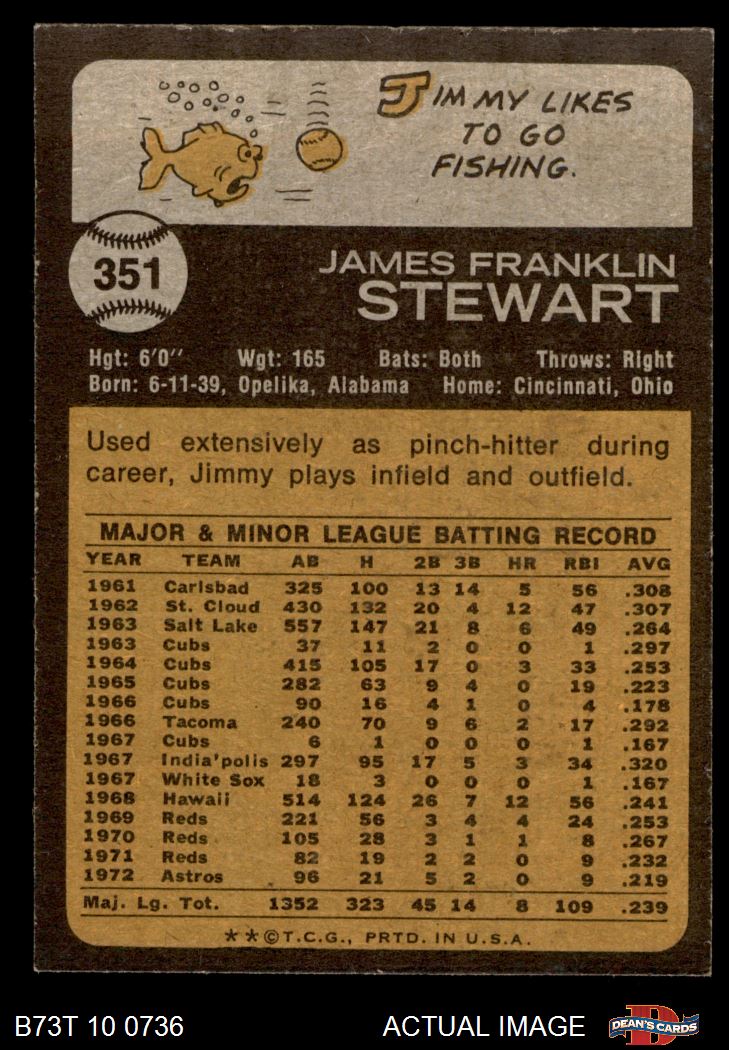 JIMMY LIKES
TO GO
FISHING.
351
JAMES FRANKLIN
STEWART
Hgt: 6'0" Wgt: 165 Bats: Both Throws: Right
Born: 6-11-39, Opelika, Alabama Home: Cincinnati, Ohio
Used extensively as pinch-hitter during
career, Jimmy plays infield and outfield.
MAJOR & MINOR LEAGUE BATTING RECORD
YEAR TEAM AB H 2B 3B HR RBI AVG
1961 Carlsbad 325 100 13 14 5 56 .308
1962 St. Cloud 430 132 20 4 12 47 .307
1963 Salt Lake 557 147 21 8 6 49 .264
1963 Cubs 37 11 2 0 0 1 .297
1964 Cubs 415 105 17 0 3 33 .253
1965 Cubs 282 63 9 4 0 19 .223
1966 Cubs 90 16 4 1 0 4 .178
1966 Tacoma 240 70 9 6 2 17 .292
1967 Cubs 6 1 0 0 0 1 .167
1967 India'polis 297 95 17 5 3 34 .320
1967 White Sox 18 3 0 0 0 1 .167
1968 Hawaii 514 124 26 7 12 56 .241
1969 Reds 221 56 3 4 4 24 .253
1970 Reds 105 28 3 1 1 8 .267
1971 Reds 82 19 2 2 0 9 .232
1972 Astros 96 21 5 2 0 9 .219
Maj. Lg. Tot. 1352 323 45 14 8 109 .239
**©T.C.G., PRTD. IN U.S.A.
B73T 10 0736 ACTUAL IMAGE D DEAN'S CARDS